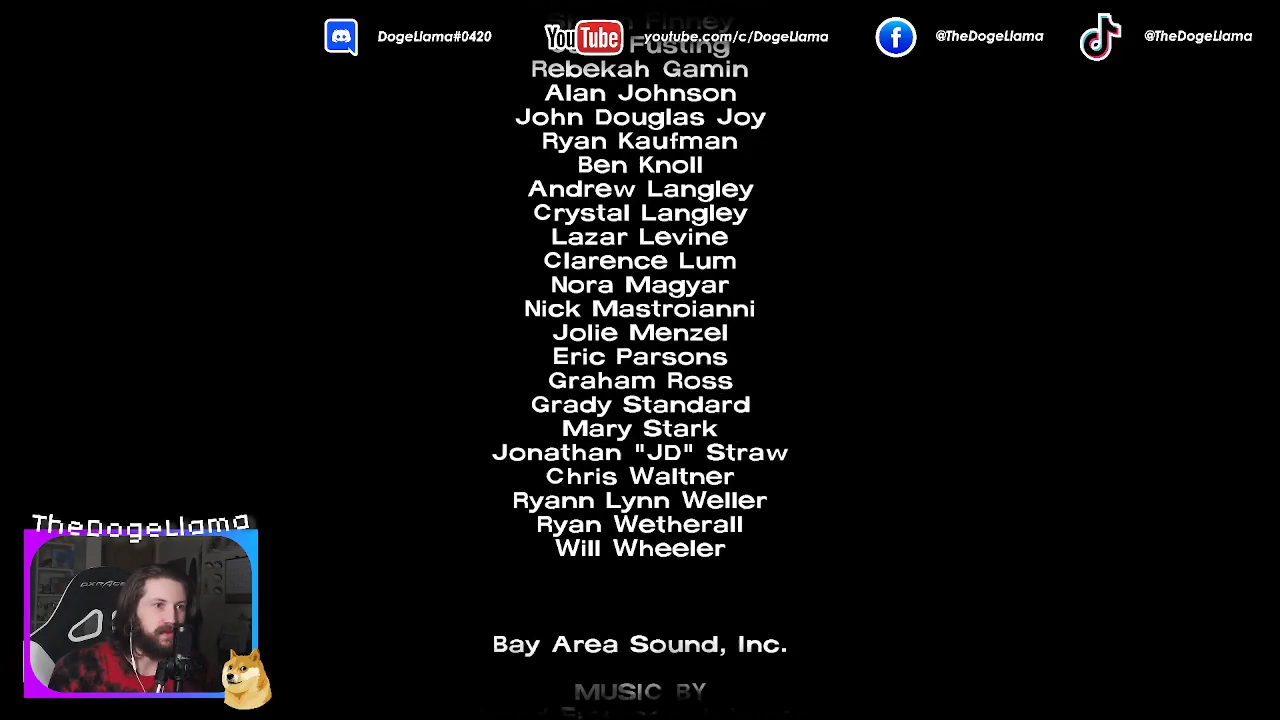 DogeLlama#0420
YouTube
youtube.com/c/DogeLlama
@TheDogeLlama
@TheDogeLlama
Finney
Fusting
Rebekah Gamin
Alan Johnson
John Douglas Joy
Ryan Kaufman
Ben Knoll
Andrew Langley
Crystal Langley
Lazar Levine
Clarence Lum
Nora Magyar
Nick Mastroianni
Jolie Menzel
Eric Parsons
Graham Ross
Grady Standard
Mary Stark
Jonathan "JD" Straw
Chris Waltner
Ryann Lynn Weller
Ryan Wetherall
Will Wheeler
TheDogeLlama
Bay Area Sound, Inc.
MUSIC BY